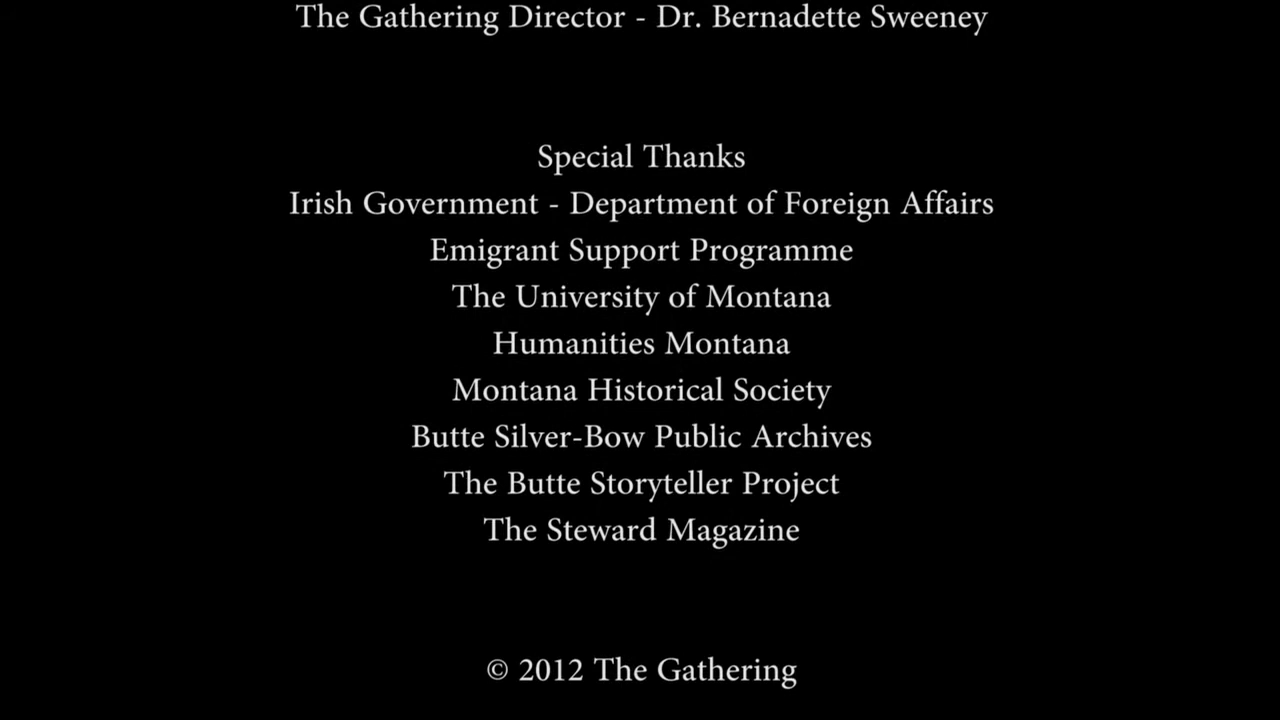 The Gathering Director - Dr. Bernadette Sweeney
Special Thanks
Irish Government - Department of Foreign Affairs
Emigrant Support Programme
The University of Montana
Humanities Montana
Montana Historical Society
Butte Silver-Bow Public Archives
The Butte Storyteller Project
The Steward Magazine
© 2012 The Gathering